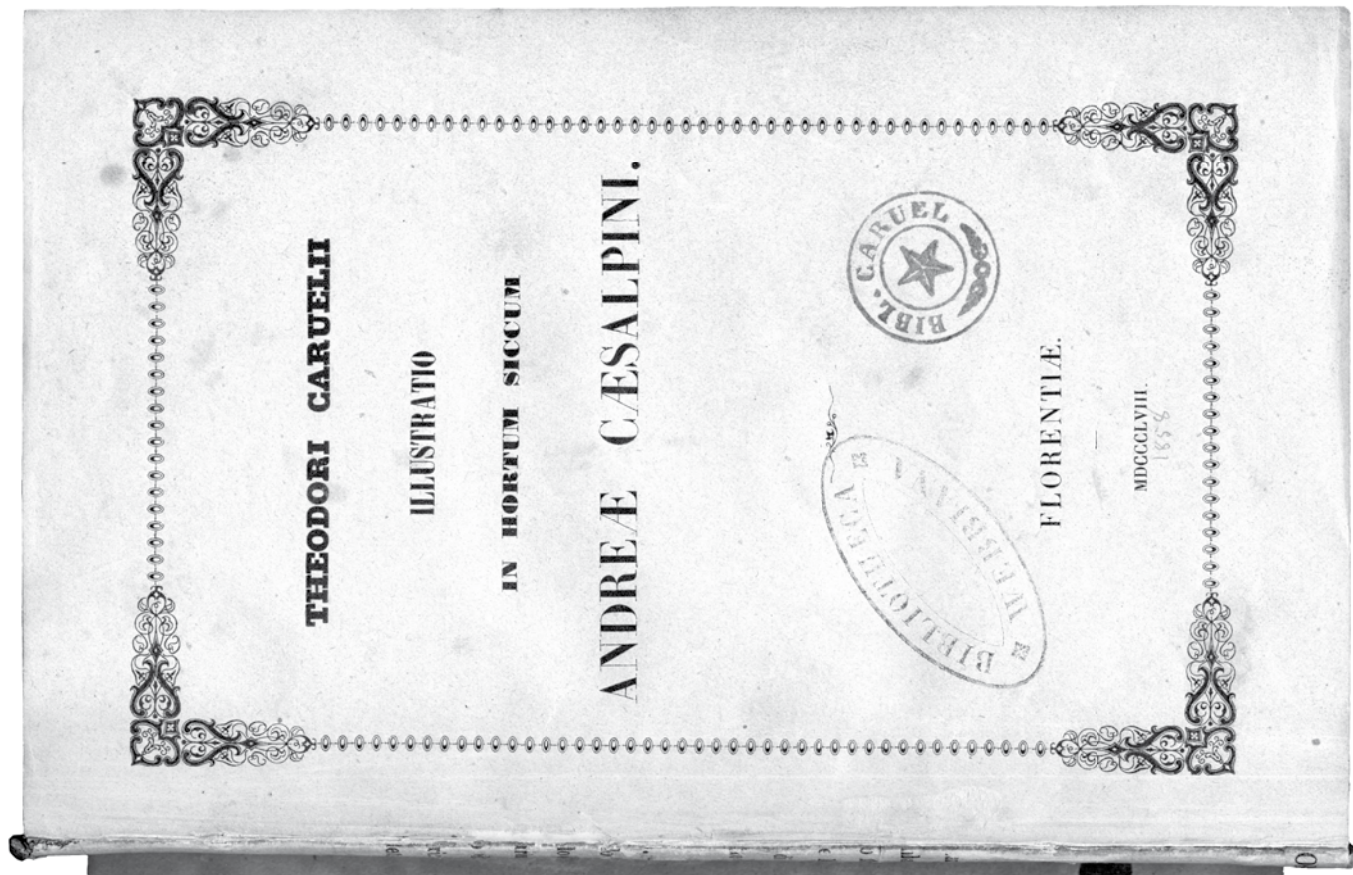 THEODORI CARUELII
ILLUSTRATIO
IN HORTUM SICCUM
ANDREÆ CÆSALPINI.
BIBL. CARUEL
BIBLIOTHECA WEBBIANA
FLORENTIÆ.
MDCCCLVIII.
1858